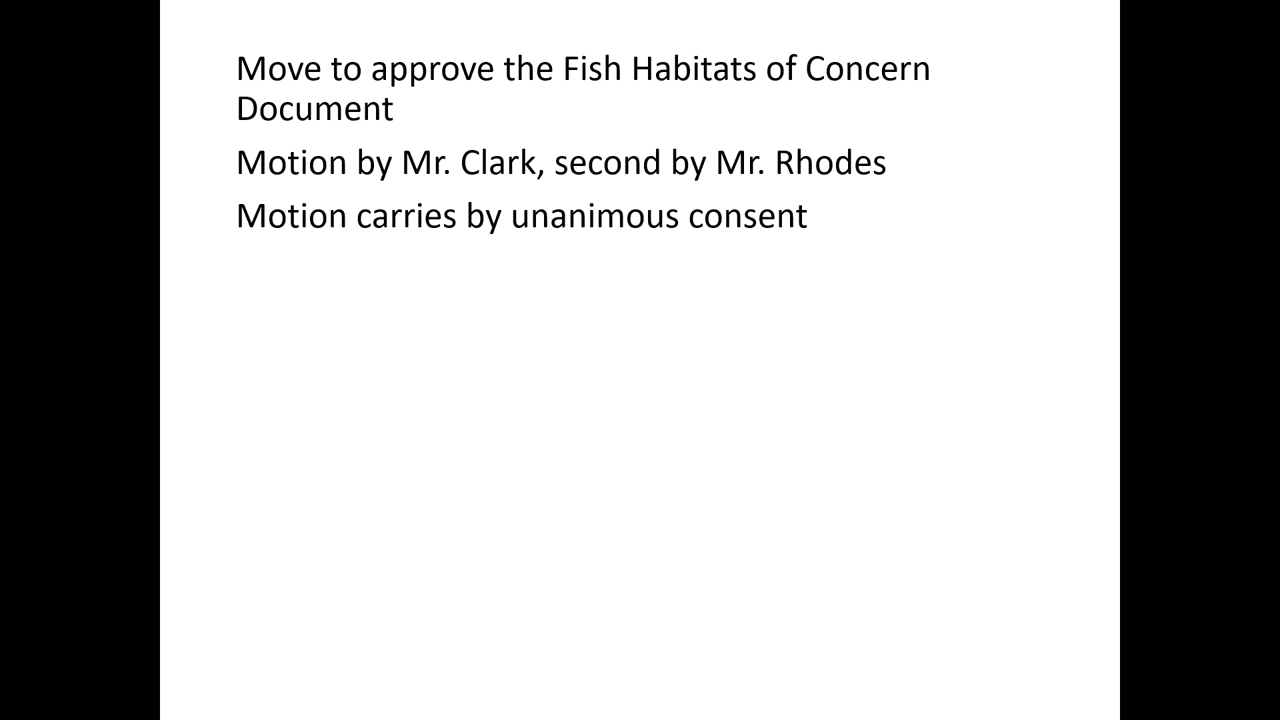 Move to approve the Fish Habitats of Concern
Document
Motion by Mr. Clark, second by Mr. Rhodes
Motion carries by unanimous consent